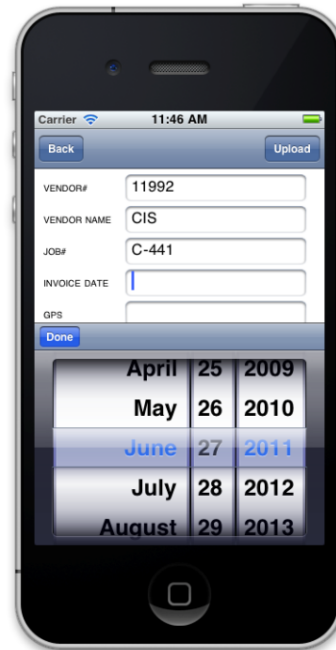 Carrier 11:46 AM
Back Upload
VENDOR# 11992
VENDOR NAME CIS
JOB# C-441
INVOICE DATE
GPS
Done
April 25 2009
May 26 2010
June 27 2011
July 28 2012
August 29 2013